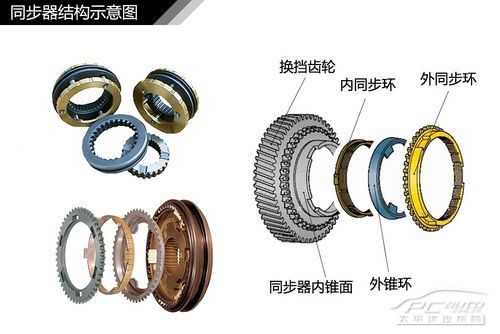 同步器结构示意图
换挡齿轮
内同步环
外同步环
同步器内锥面
外锥环
PCauto
太平洋汽车网